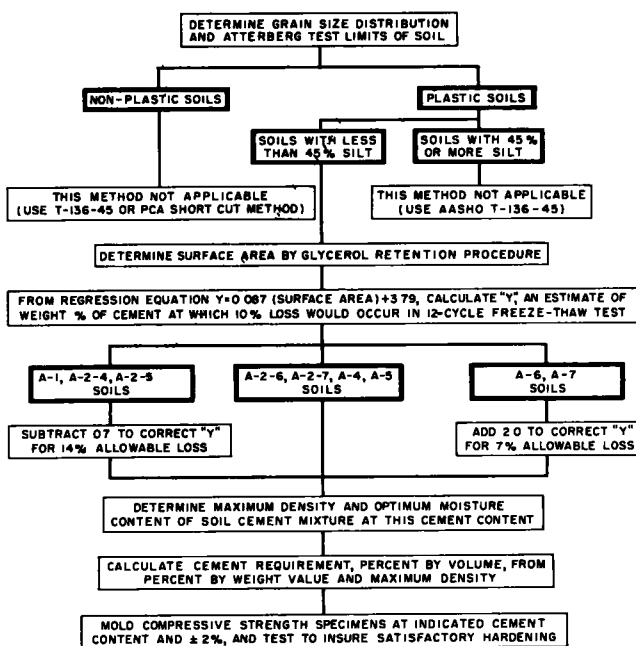 DETERMINE GRAIN SIZE DISTRIBUTION
AND ATTERBERG TEST LIMITS OF SOIL
NON-PLASTIC SOILS
PLASTIC SOILS
SOILS WITH LESS
THAN 45% SILT
SOILS WITH 45%
OR MORE SILT
THIS METHOD NOT APPLICABLE
(USE T-136-45 OR PCA SHORT CUT METHOD)
THIS METHOD NOT APPLICABLE
(USE AASHO T-136-45)
DETERMINE SURFACE AREA BY GLYCEROL RETENTION PROCEDURE
FROM REGRESSION EQUATION Y=0 087 (SURFACE AREA)+3 79, CALCULATE "Y", AN ESTIMATE OF
WEIGHT % OF CEMENT AT WHICH 10% LOSS WOULD OCCUR IN 12-CYCLE FREEZE-THAW TEST
A-1, A-2-4, A-2-5
SOILS
A-2-6, A-2-7, A-4, A-5
SOILS
A-6, A-7
SOILS
SUBTRACT 0 7 TO CORRECT "Y"
FOR 14% ALLOWABLE LOSS
ADD 2 0 TO CORRECT "Y"
FOR 7% ALLOWABLE LOSS
DETERMINE MAXIMUM DENSITY AND OPTIMUM MOISTURE
CONTENT OF SOIL CEMENT MIXTURE AT THIS CEMENT CONTENT
CALCULATE CEMENT REQUIREMENT, PERCENT BY VOLUME, FROM
PERCENT BY WEIGHT VALUE AND MAXIMUM DENSITY
MOLD COMPRESSIVE STRENGTH SPECIMENS AT INDICATED CEMENT
CONTENT AND ± 2%, AND TEST TO INSURE SATISFACTORY HARDENING